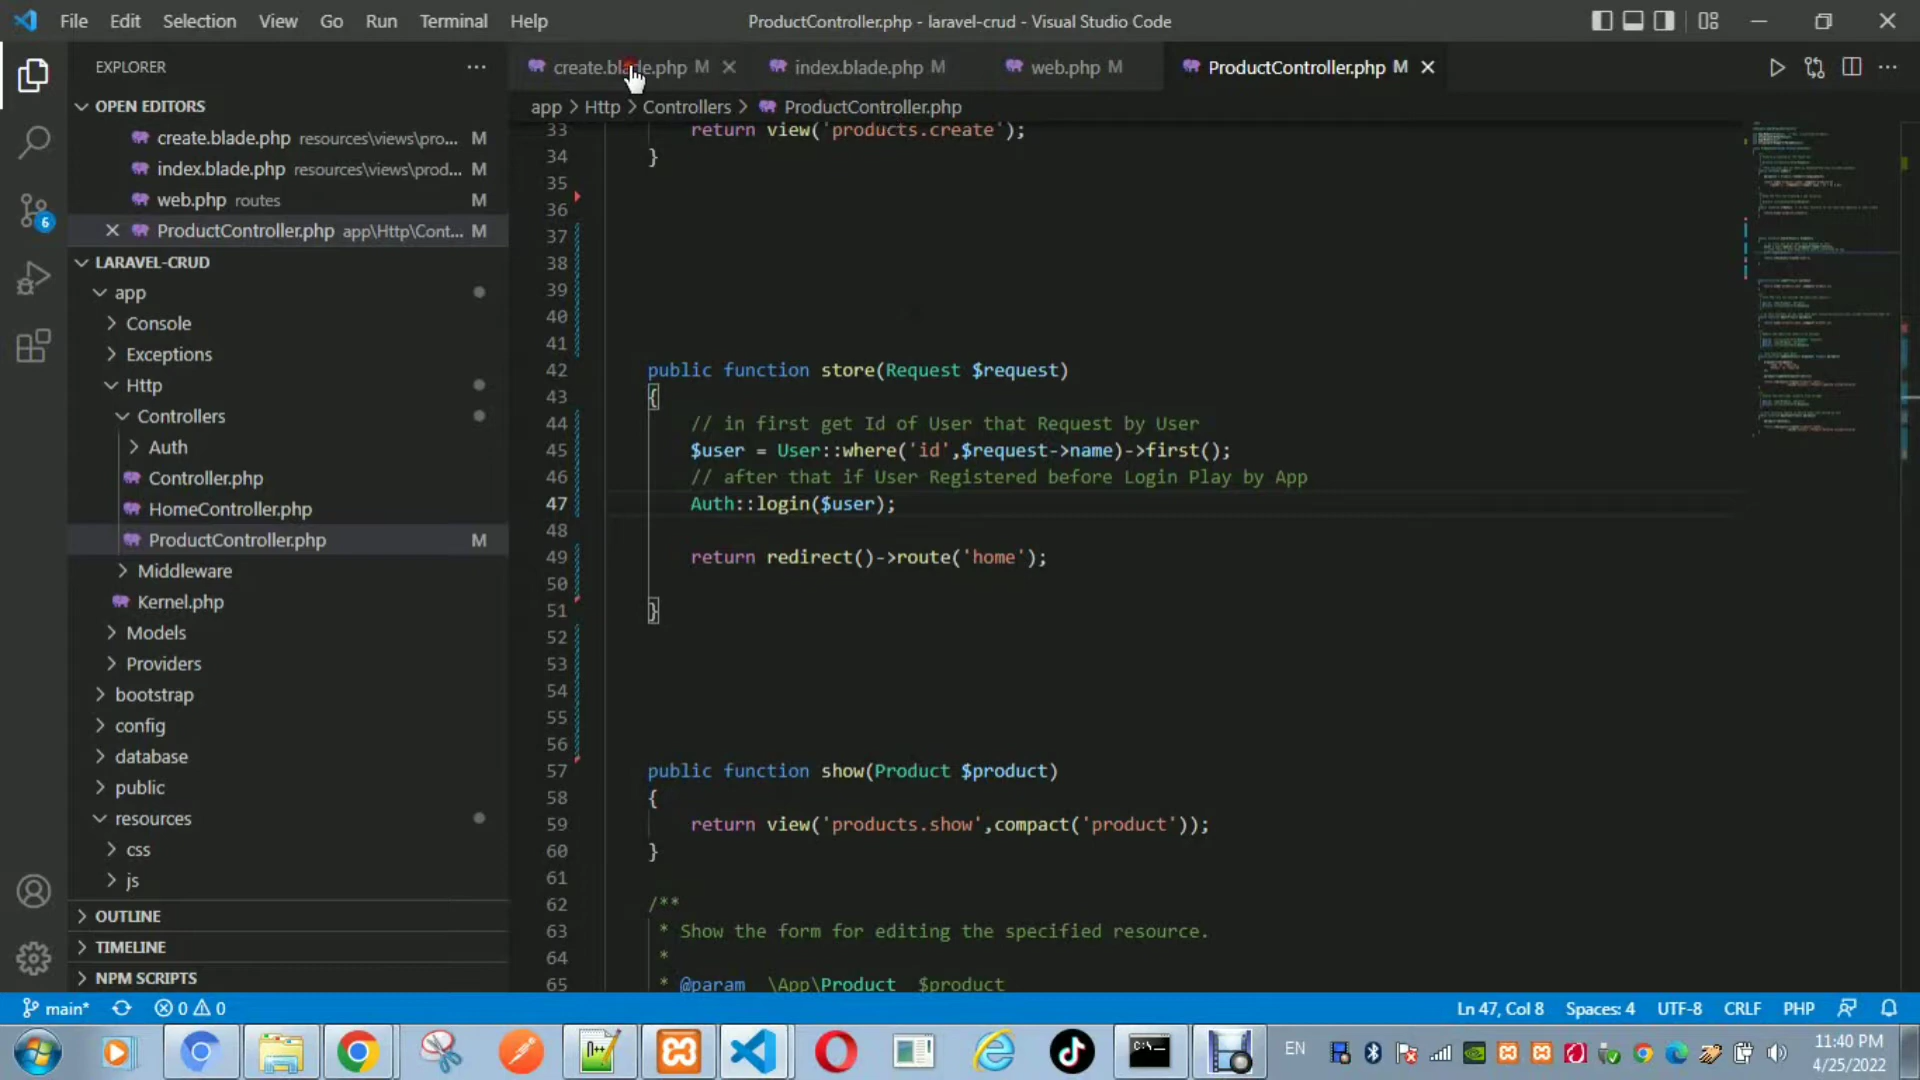 File Edit Selection View Go Run Terminal Help
ProductController.php - laravel-crud - Visual Studio Code
EXPLORER
create.blade.php M
index.blade.php M
web.php M
ProductController.php M
OPEN EDITORS
app > Http > Controllers > ProductController.php
create.blade.php resources\views\pro... M
index.blade.php resources\views\prod... M
web.php routes M
ProductController.php app\Http\Cont... M
LARAVEL-CRUD
app
Console
Exceptions
Http
Controllers
Auth
Controller.php
HomeController.php
ProductController.php M
Middleware
Kernel.php
Models
Providers
bootstrap
config
database
public
resources
css
js
OUTLINE
TIMELINE
NPM SCRIPTS
6
33 return view('products.create');
34 }
35
36
37
38
39
40
41
42 public function store(Request $request)
43 {
44 // in first get Id of User that Request by User
45 $user = User::where('id',$request->name)->first();
46 // after that if User Registered before Login Play by App
47 Auth::login($user);
48
49 return redirect()->route('home');
50
51 }
52
53
54
55
56
57 public function show(Product $product)
58 {
59 return view('products.show',compact('product'));
60 }
61
62 /**
63 * Show the form for editing the specified resource.
64 *
65 * @param \App\Product $product
main* 0 0 Ln 47, Col 8 Spaces: 4 UTF-8 CRLF PHP
EN
11:40 PM
4/25/2022